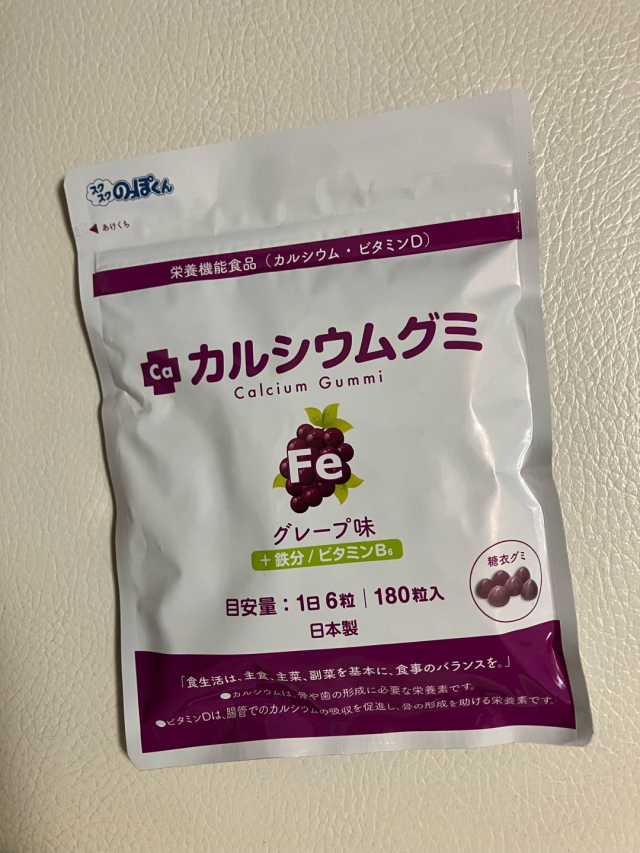 スクスク のっぽくん
◀ あけくち
栄養機能食品（カルシウム・ビタミンD）
Ca カルシウムグミ
Calcium Gummi
Fe
グレープ味
＋鉄分/ビタミンB₆
糖衣グミ
目安量：1日6粒｜180粒入
日本製
「食生活は、主食、主菜、副菜を基本に、食事のバランスを。」
●カルシウムは、骨や歯の形成に必要な栄養素です。
●ビタミンDは、腸管でのカルシウムの吸収を促進し、骨の形成を助ける栄養素です。